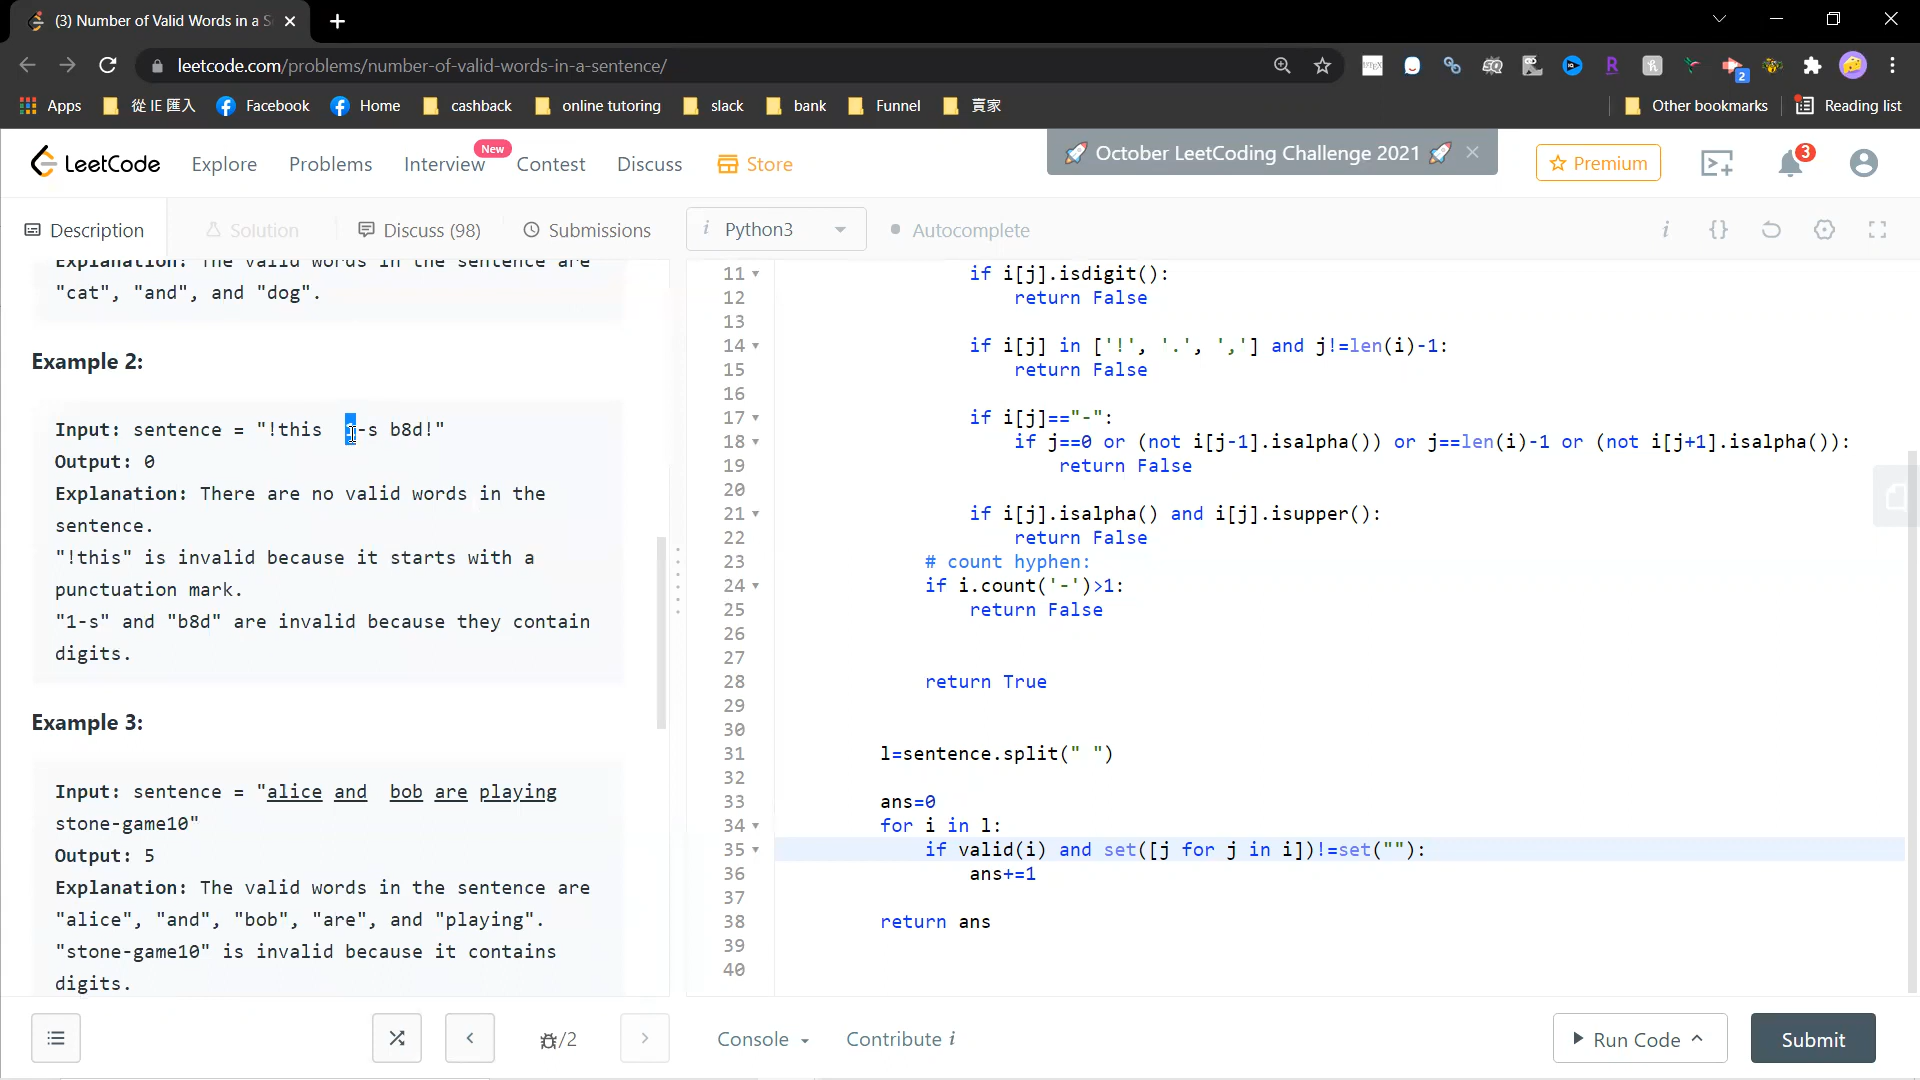 (3) Number of Valid Words in a S
leetcode.com/problems/number-of-valid-words-in-a-sentence/
2
Apps 從 IE 匯入 Facebook Home cashback online tutoring slack bank Funnel 賣家 Other bookmarks Reading list
LeetCode Explore Problems Interview New Contest Discuss Store 🚀 October LeetCoding Challenge 2021 🚀 Premium 3
Description Solution Discuss (98) Submissions i Python3 Autocomplete i {}
Explanation: The valid words in the sentence are
"cat", "and", and "dog".
Example 2:
Input: sentence = "!this  1-s b8d!"
Output: 0
Explanation: There are no valid words in the
sentence.
"!this" is invalid because it starts with a
punctuation mark.
"1-s" and "b8d" are invalid because they contain
digits.
Example 3:
Input: sentence = "alice and  bob are playing
stone-game10"
Output: 5
Explanation: The valid words in the sentence are
"alice", "and", "bob", "are", and "playing".
"stone-game10" is invalid because it contains
digits.
11 if i[j].isdigit():
12 return False
13
14 if i[j] in ['!', '.', ','] and j!=len(i)-1:
15 return False
16
17 if i[j]=="-":
18 if j==0 or (not i[j-1].isalpha()) or j==len(i)-1 or (not i[j+1].isalpha()):
19 return False
20
21 if i[j].isalpha() and i[j].isupper():
22 return False
23 # count hyphen:
24 if i.count('-')>1:
25 return False
26
27
28 return True
29
30
31 l=sentence.split(" ")
32
33 ans=0
34 for i in l:
35 if valid(i) and set([j for j in i])!=set(""):
36 ans+=1
37
38 return ans
39
40
/2 Console Contribute i Run Code Submit